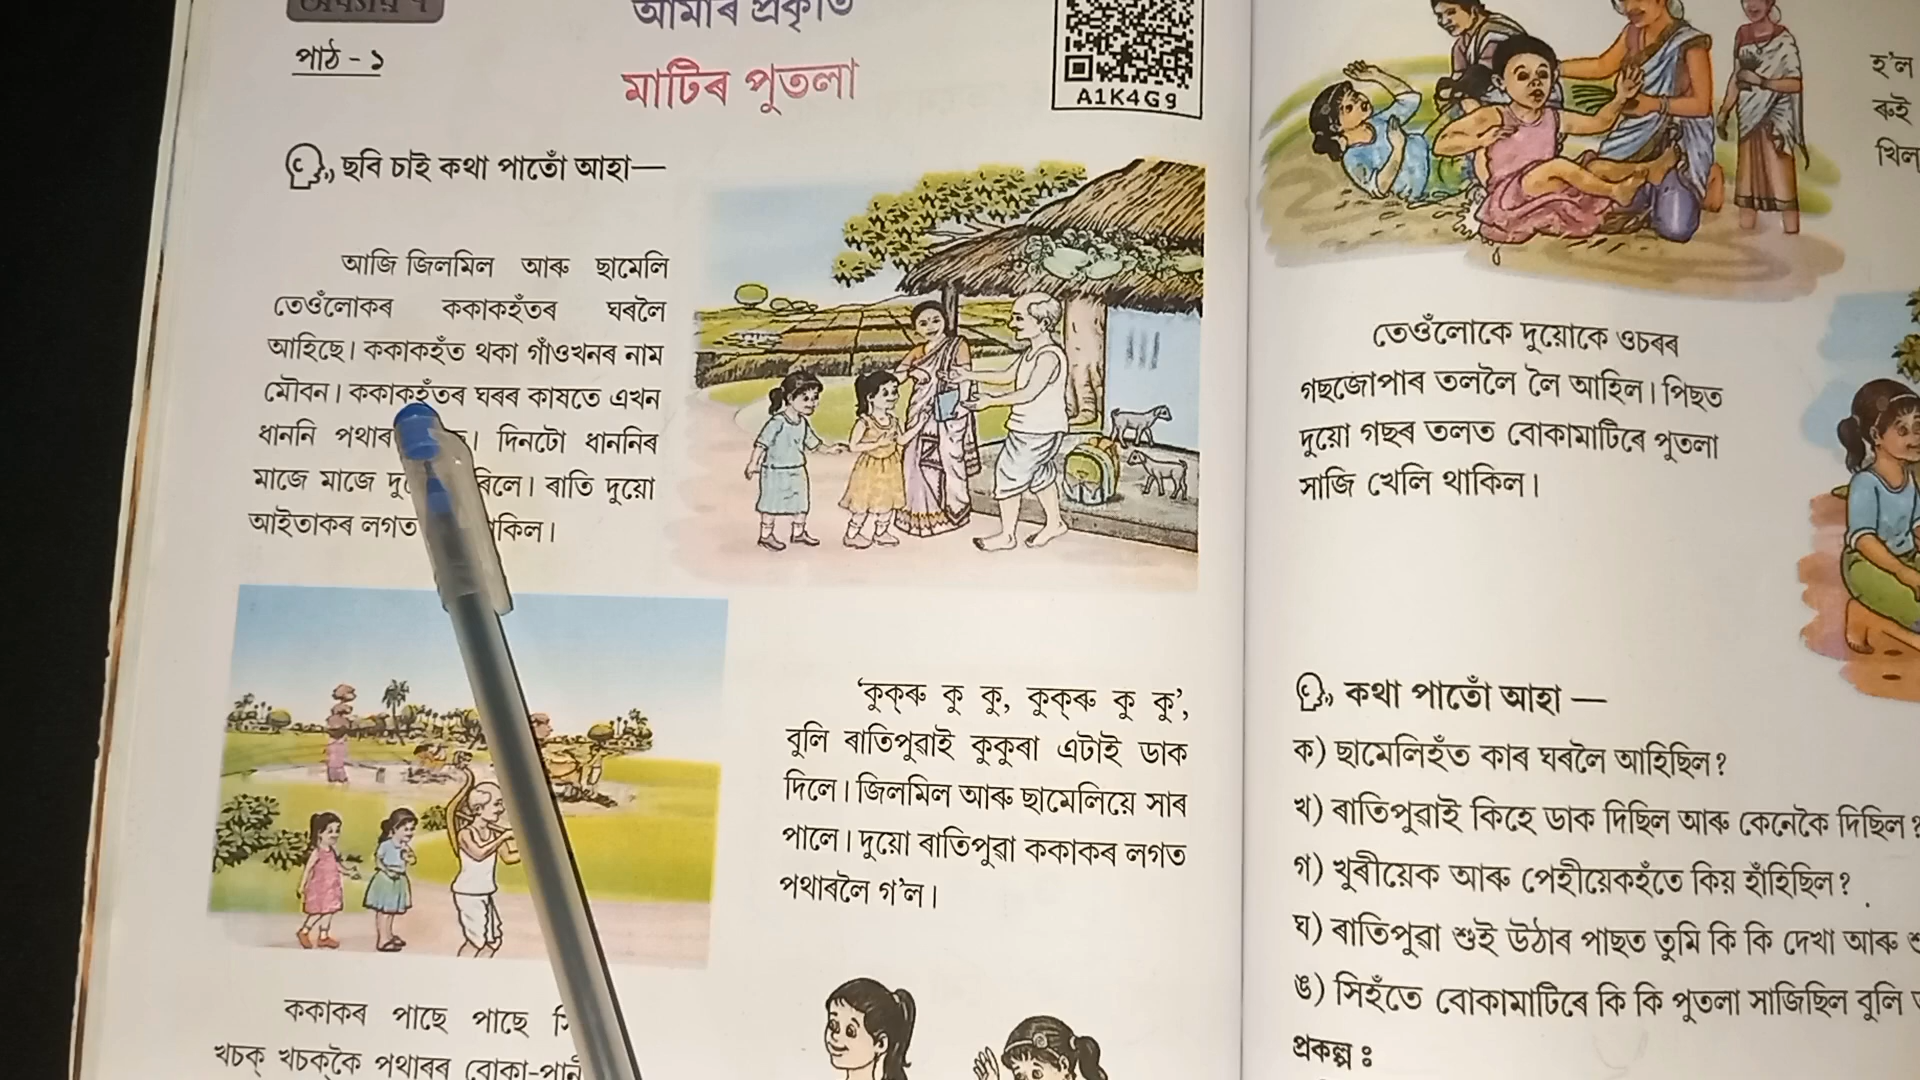 পাঠ - ১
মাটিৰ পুতলা
A1K4G9
ছবি চাই কথা পাতোঁ আহা—
আজি জিলমিল আৰু ছামেলি
তেওঁলোকৰ ককাকহঁতৰ ঘৰলৈ
আহিছে। ককাকহঁত থকা গাঁওখনৰ নাম
মৌবন। ককাকহঁতৰ ঘৰৰ কাষতে এখন
ধাননি পথাৰ । দিনটো ধাননিৰ
মাজে মাজে ৰিলে। ৰাতি দুয়ো
আইতাকৰ লগত
‘কুক্ৰু কু কু, কুক্ৰু কু কু’,
বুলি ৰাতিপুৱাই কুকুৰা এটাই ডাক
দিলে। জিলমিল আৰু ছামেলিয়ে সাৰ
পালে। দুয়ো ৰাতিপুৱা ককাকৰ লগত
পথাৰলৈ গ’ল।
ককাকৰ পাছে পাছে
খচক্ খচক্‌কৈ পথাৰৰ
হ’ল
ৰুই
তেওঁলোকে দুয়োকে ওচৰৰ
গছজোপাৰ তললৈ লৈ আহিল। পিছত
দুয়ো গছৰ তলত বোকামাটিৰে পুতলা
সাজি খেলি থাকিল।
কথা পাতোঁ আহা —
ক) ছামেলিহঁত কাৰ ঘৰলৈ আহিছিল?
খ) ৰাতিপুৱাই কিহে ডাক দিছিল আৰু কেনেকৈ দিছিল?
গ) খুৰীয়েক আৰু পেহীয়েকহঁতে কিয় হাঁহিছিল?
ঘ) ৰাতিপুৱা শুই উঠাৰ পাছত তুমি কি কি দেখা আৰু
ঙ) সিহঁতে বোকামাটিৰে কি কি পুতলা সাজিছিল বুলি
প্ৰকল্প ঃ